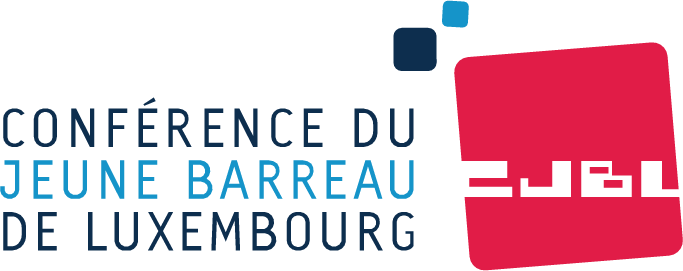 CONFÉRENCE DU
JEUNE BARREAU
DE LUXEMBOURG
CJBL